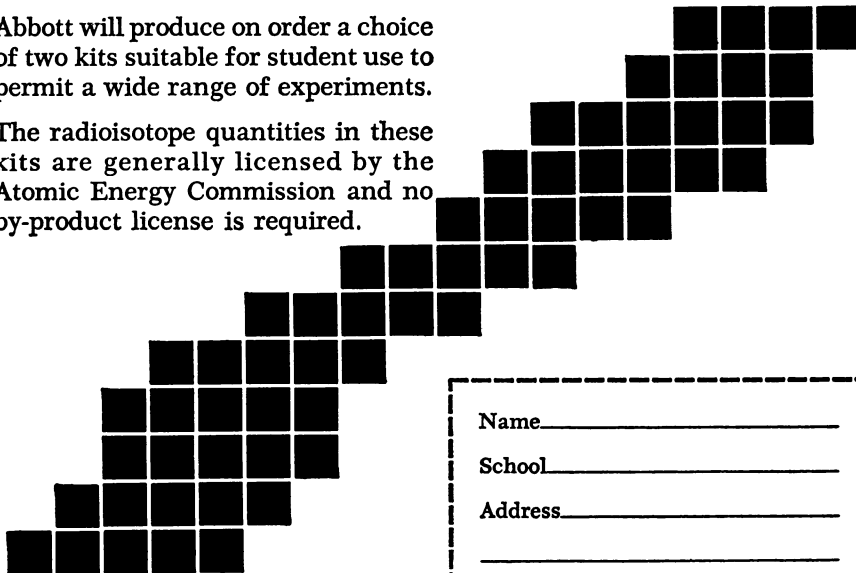 Abbott will produce on order a choice
of two kits suitable for student use to
permit a wide range of experiments.
The radioisotope quantities in these
kits are generally licensed by the
Atomic Energy Commission and no
by-product license is required.
Name
School
Address